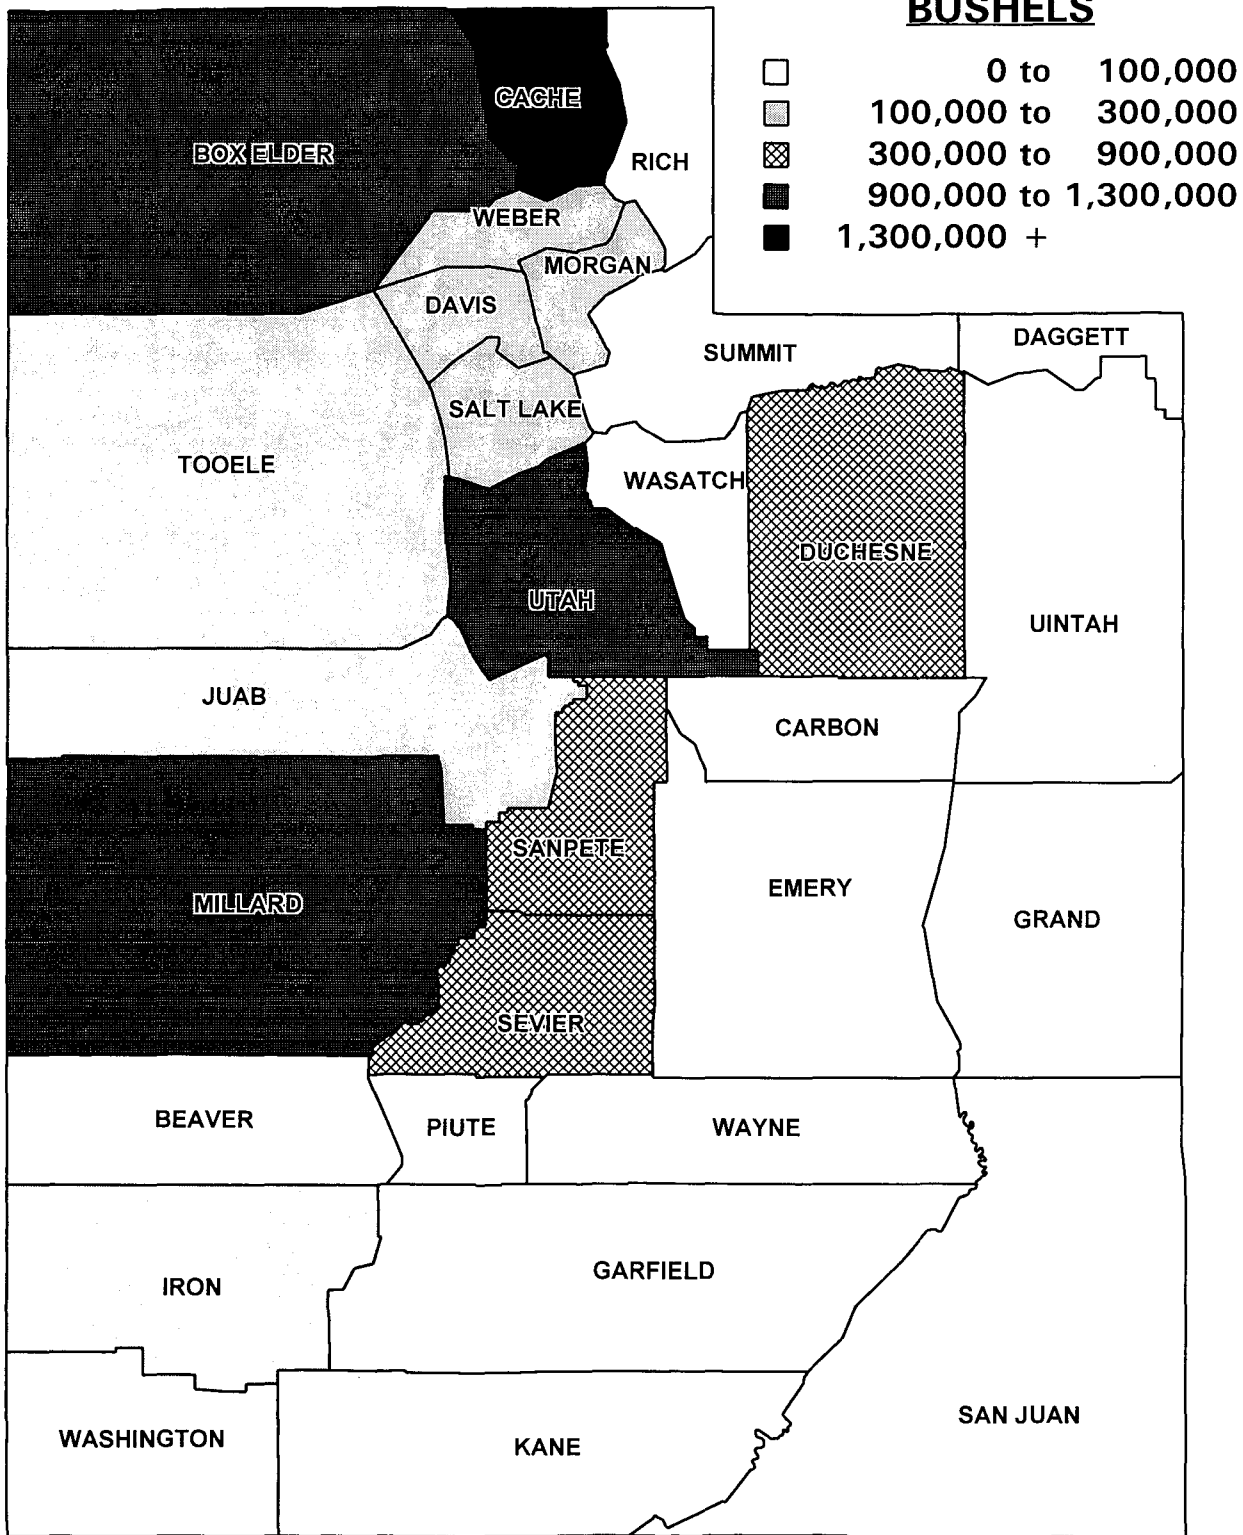 BUSHELS
0 to 100,000
100,000 to 300,000
300,000 to 900,000
900,000 to 1,300,000
1,300,000 +
CACHE
BOX ELDER
RICH
WEBER
MORGAN
DAVIS
DAGGETT
SUMMIT
SALT LAKE
TOOELE
WASATCH
DUCHESNE
UTAH
UINTAH
JUAB
CARBON
SANPETE
EMERY
MILLARD
GRAND
SEVIER
BEAVER
PIUTE
WAYNE
GARFIELD
IRON
SAN JUAN
WASHINGTON
KANE